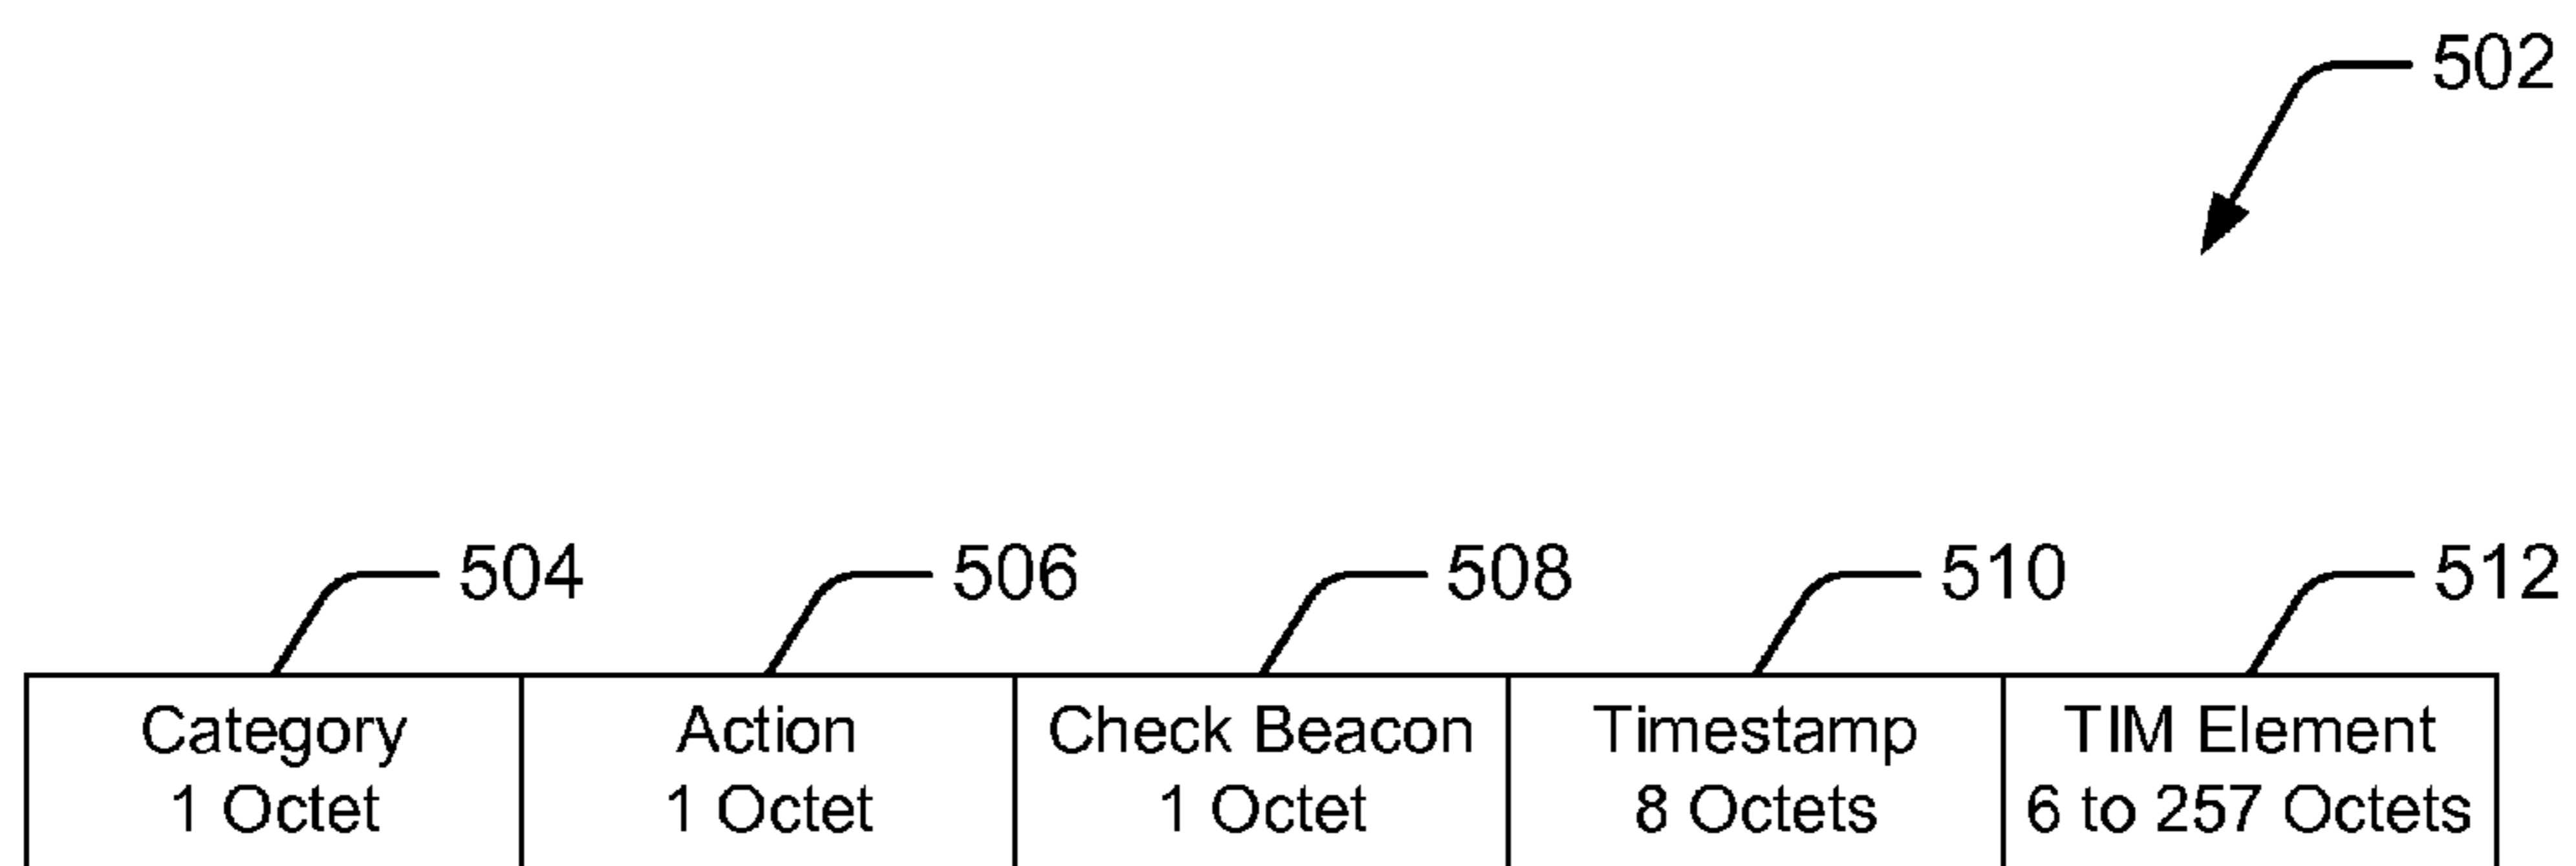 502
504
506
508
510
512
Category
1 Octet
Action
1 Octet
Check Beacon
1 Octet
Timestamp
8 Octets
TIM Element
6 to 257 Octets